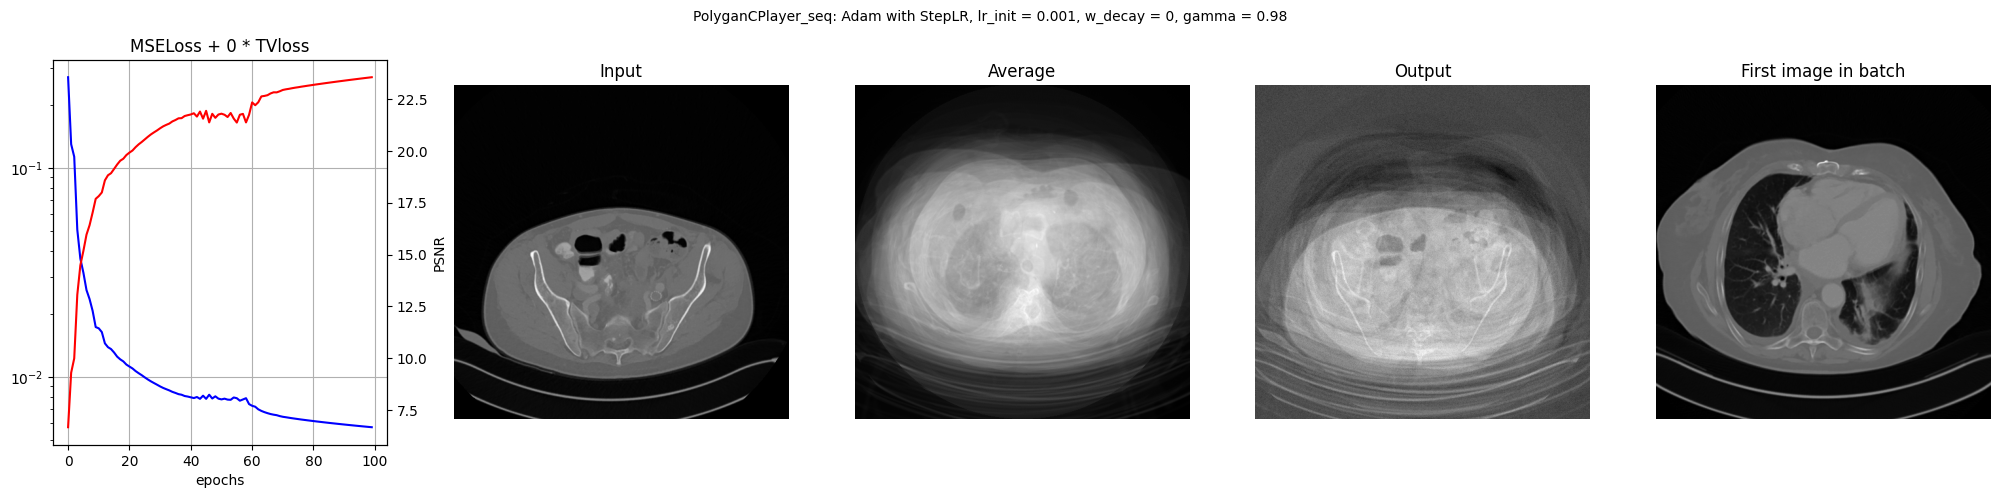 PolyganCPlayer_seq: Adam with StepLR, lr_init = 0.001, w_decay = 0, gamma = 0.98
MSELoss + 0 * TVloss
10⁻¹
10⁻²
0 20 40 60 80 100
epochs
22.5
20.0
17.5
15.0
12.5
10.0
7.5
PSNR
Input
Average
Output
First image in batch